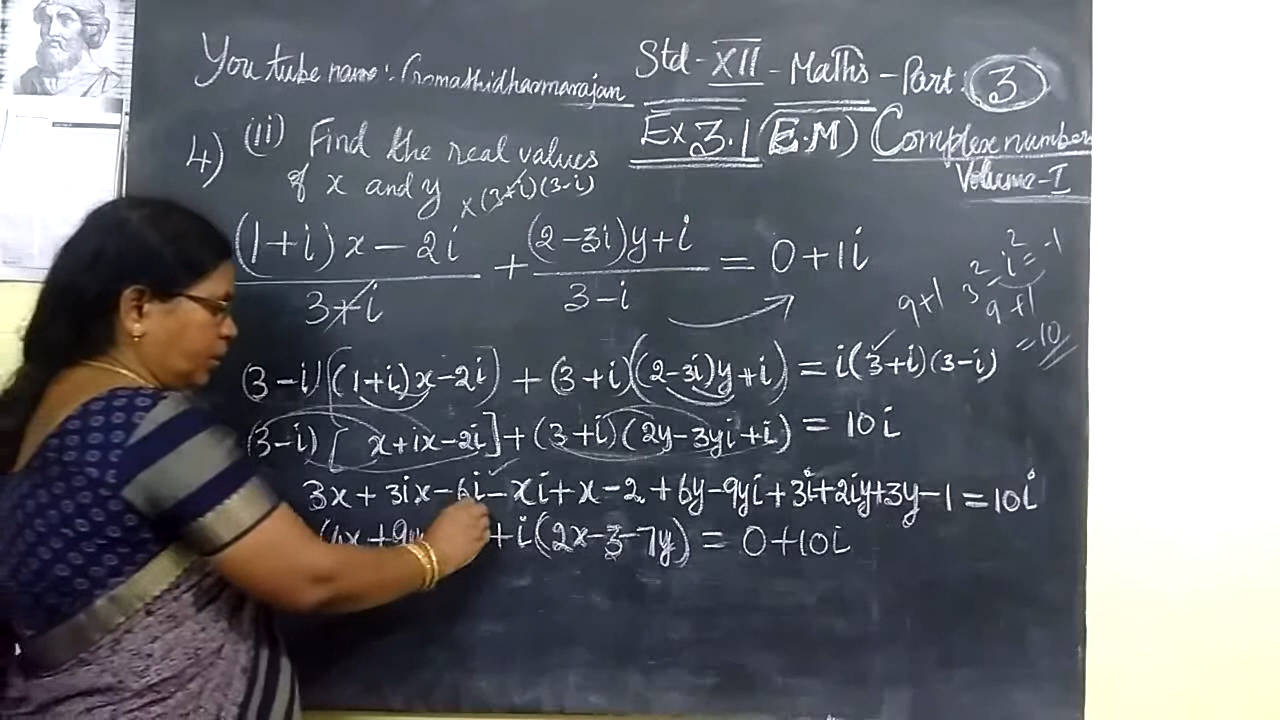 You tube name:- Gomathidharmarajan
Std - XII - Maths - Part. 3
Ex 3.1 (E.M) (Complex number
Volume - I
4) (ii) Find the real values
of x and y
×(3+i)(3-i)
(1+i)x - 2i / 3+i + (2-3i)y+i / 3-i = 0+1i
i² = -1
3²
9+1
9+1
=10
(3-i)[(1+i)x-2i) + (3+i)(2-3i)y+i) = i(3+i)(3-i)
(3-i) [ x+ix-2i] + (3+i)(2y-3yi+i) = 10i
3x + 3ix - 6i - xi + x - 2 + 6y - 9yi + 3i + 2iy + 3y - 1 = 10i
(4x + 9y + i(2x-3-7y) = 0+10i